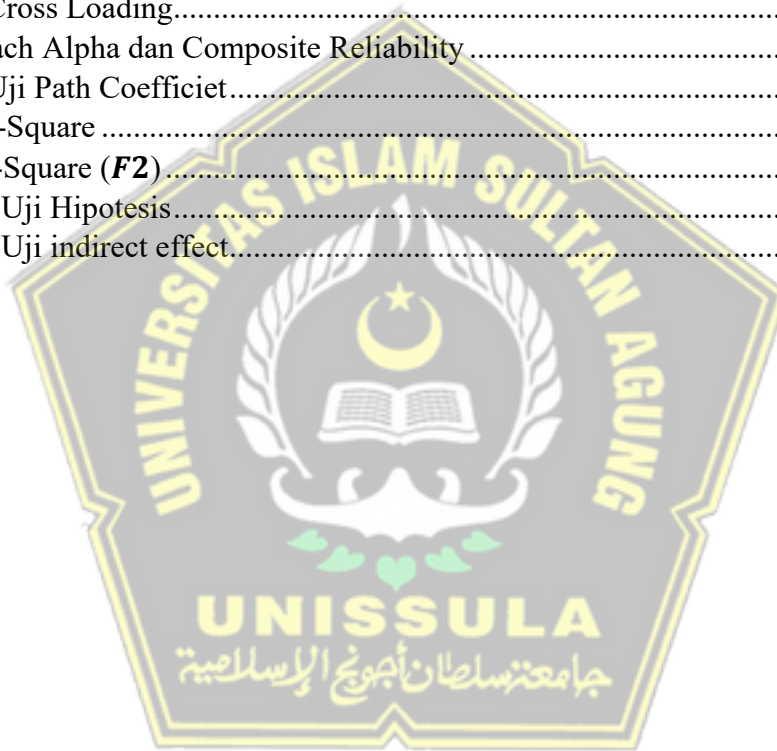 Cross Loading...............................................................
ach Alpha dan Composite Reliability.....................................
Uji Path Coefficiet.........................................................
-Square.....................................................................
-Square (F2)................................................................
Uji Hipotesis...............................................................
Uji indirect effect.........................................................
UNIVERSITAS ISLAM SULTAN AGUNG
UNISSULA
جامعة سلطان أجونج الإسلامية